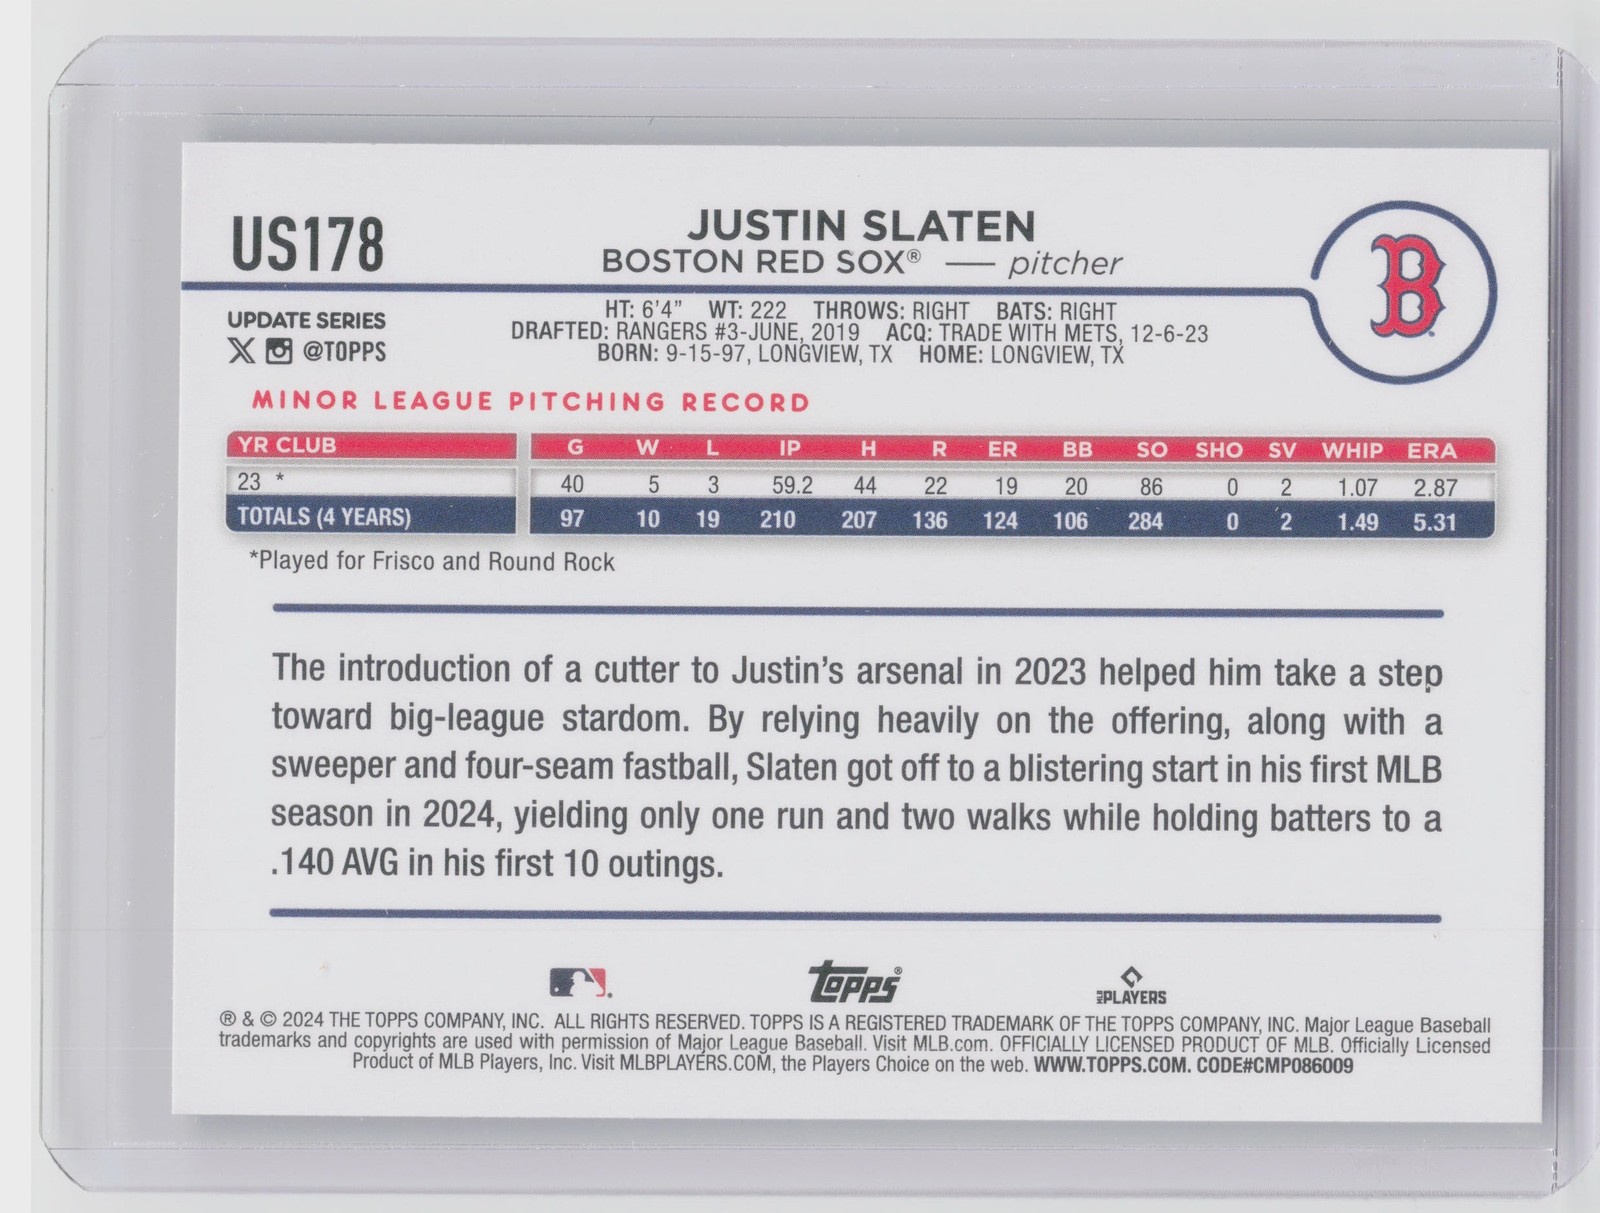 US178
JUSTIN SLATEN
BOSTON RED SOX® — pitcher
B
UPDATE SERIES
@TOPPS
HT: 6'4" WT: 222 THROWS: RIGHT BATS: RIGHT
DRAFTED: RANGERS #3-JUNE, 2019 ACQ: TRADE WITH METS, 12-6-23
BORN: 9-15-97, LONGVIEW, TX HOME: LONGVIEW, TX
MINOR LEAGUE PITCHING RECORD
YR CLUB G W L IP H R ER BB SO SHO SV WHIP ERA
23 * 40 5 3 59.2 44 22 19 20 86 0 2 1.07 2.87
TOTALS (4 YEARS) 97 10 19 210 207 136 124 106 284 0 2 1.49 5.31
*Played for Frisco and Round Rock
The introduction of a cutter to Justin's arsenal in 2023 helped him take a step
toward big-league stardom. By relying heavily on the offering, along with a
sweeper and four-seam fastball, Slaten got off to a blistering start in his first MLB
season in 2024, yielding only one run and two walks while holding batters to a
.140 AVG in his first 10 outings.
Topps®
MLB PLAYERS
® & © 2024 THE TOPPS COMPANY, INC. ALL RIGHTS RESERVED. TOPPS IS A REGISTERED TRADEMARK OF THE TOPPS COMPANY, INC. Major League Baseball
trademarks and copyrights are used with permission of Major League Baseball. Visit MLB.com. OFFICIALLY LICENSED PRODUCT OF MLB. Officially Licensed
Product of MLB Players, Inc. Visit MLBPLAYERS.COM, the Players Choice on the web. WWW.TOPPS.COM. CODE#CMP086009